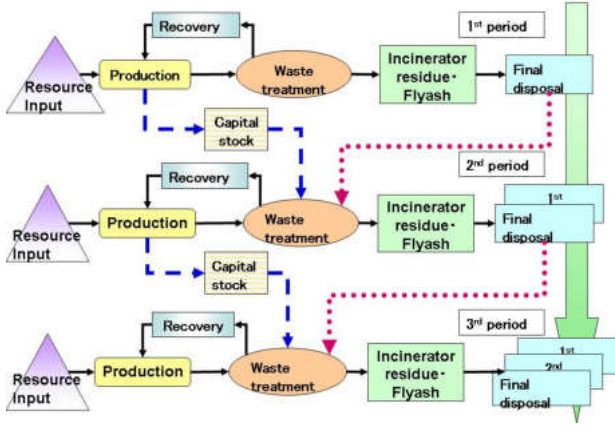 Recovery
1st period
Resource
Input
Production
Waste
treatment
Incinerator
residue·
Flyash
Final
disposal
Capital
stock
Recovery
2nd period
Resource
Input
Production
Waste
treatment
Incinerator
residue·
Flyash
1st
Final
disposal
Capital
stock
Recovery
3rd period
Resource
Input
Production
Waste
treatment
Incinerator
residue·
Flyash
1st
2nd
Final
disposal